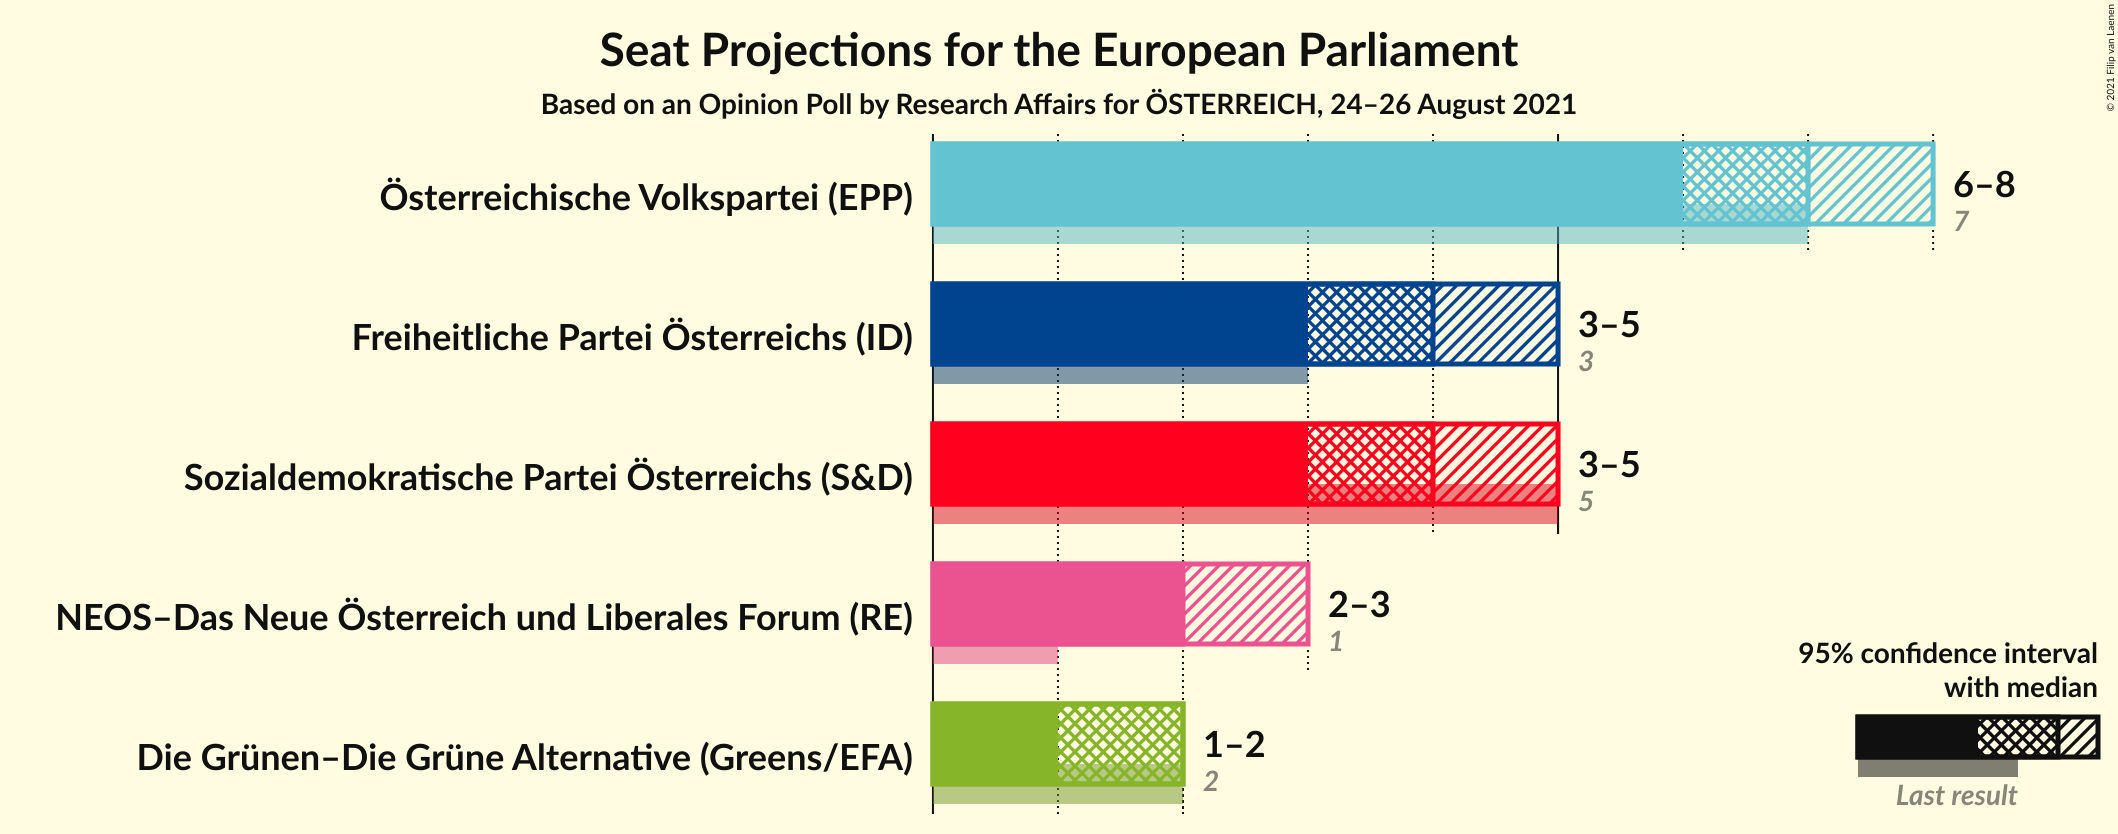 Seat Projections for the European Parliament
Based on an Opinion Poll by Research Affairs for ÖSTERREICH, 24–26 August 2021
© 2021 Filip van Laenen
Österreichische Volkspartei (EPP)
6–8
7
Freiheitliche Partei Österreichs (ID)
3–5
3
Sozialdemokratische Partei Österreichs (S&D)
3–5
5
NEOS–Das Neue Österreich und Liberales Forum (RE)
2–3
1
Die Grünen–Die Grüne Alternative (Greens/EFA)
1–2
2
95% confidence interval
with median
Last result